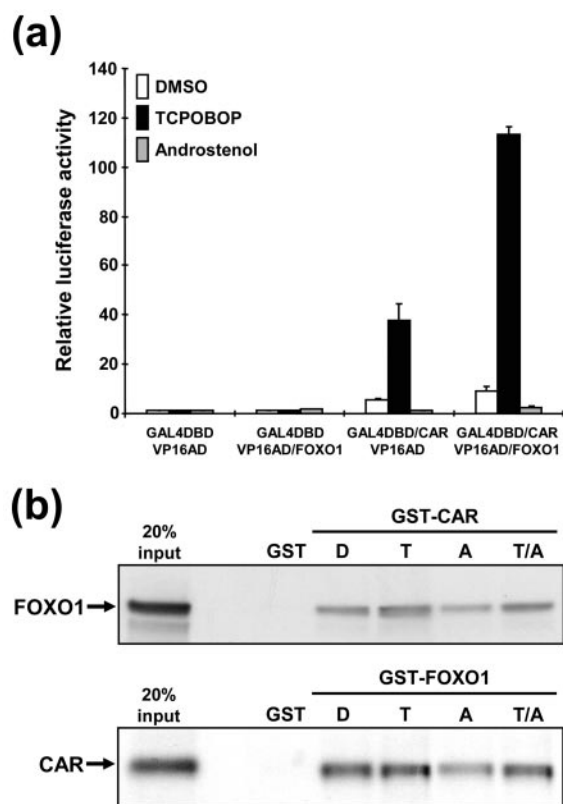 (a)
140
120
100
80
60
40
20
0
Relative luciferase activity
DMSO
TCPOBOP
Androstenol
GAL4DBD
VP16AD
GAL4DBD
VP16AD/FOXO1
GAL4DBD/CAR
VP16AD
GAL4DBD/CAR
VP16AD/FOXO1
(b)
GST-CAR
20%
input
GST D T A T/A
FOXO1
GST-FOXO1
20%
input
GST D T A T/A
CAR